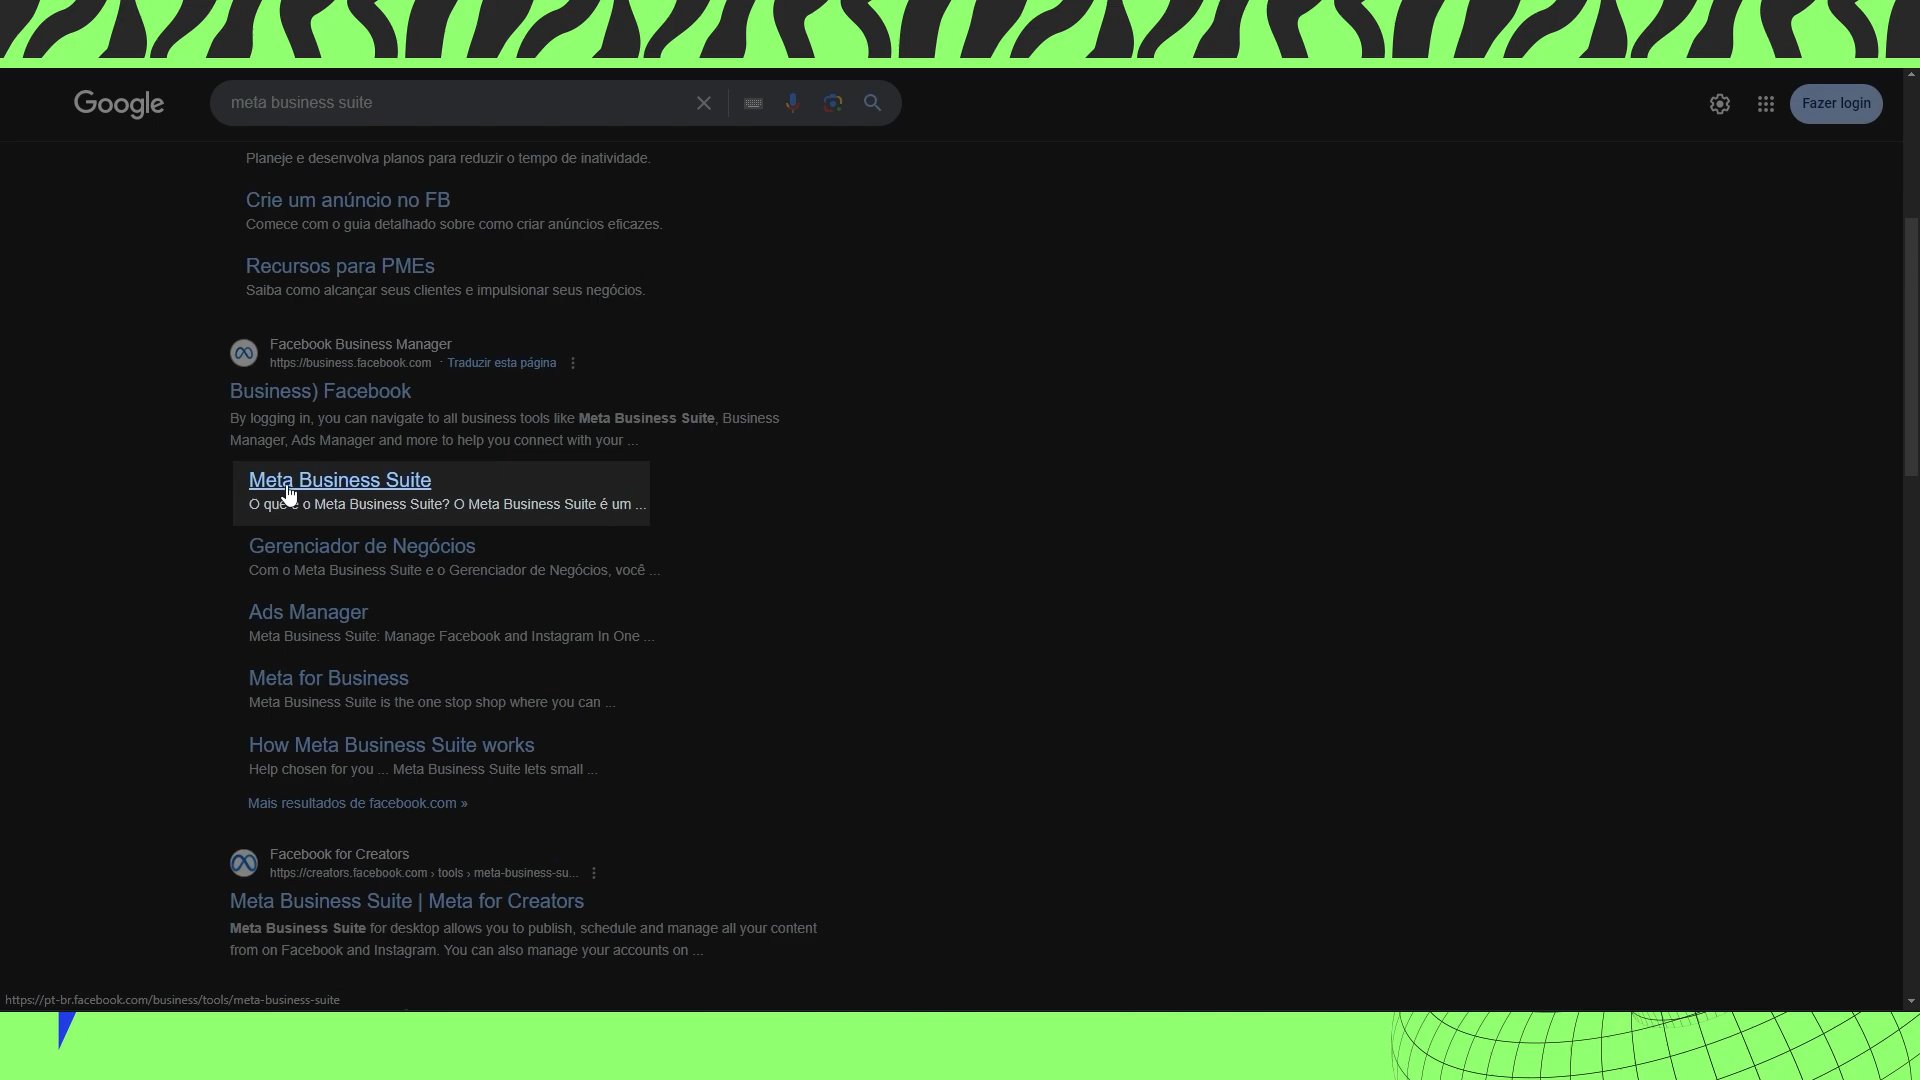 Google
meta business suite
Fazer login
Planeje e desenvolva planos para reduzir o tempo de inatividade.
Crie um anúncio no FB
Comece com o guia detalhado sobre como criar anúncios eficazes.
Recursos para PMEs
Saiba como alcançar seus clientes e impulsionar seus negócios.
Facebook Business Manager
https://business.facebook.com · Traduzir esta página
Business) Facebook
By logging in, you can navigate to all business tools like Meta Business Suite, Business
Manager, Ads Manager and more to help you connect with your ...
Meta Business Suite
O que é o Meta Business Suite? O Meta Business Suite é um ...
Gerenciador de Negócios
Com o Meta Business Suite e o Gerenciador de Negócios, você ...
Ads Manager
Meta Business Suite: Manage Facebook and Instagram In One ...
Meta for Business
Meta Business Suite is the one stop shop where you can ...
How Meta Business Suite works
Help chosen for you ... Meta Business Suite lets small ...
Mais resultados de facebook.com »
Facebook for Creators
https://creators.facebook.com › tools › meta-business-su...
Meta Business Suite | Meta for Creators
Meta Business Suite for desktop allows you to publish, schedule and manage all your content
from on Facebook and Instagram. You can also manage your accounts on ...
https://pt-br.facebook.com/business/tools/meta-business-suite